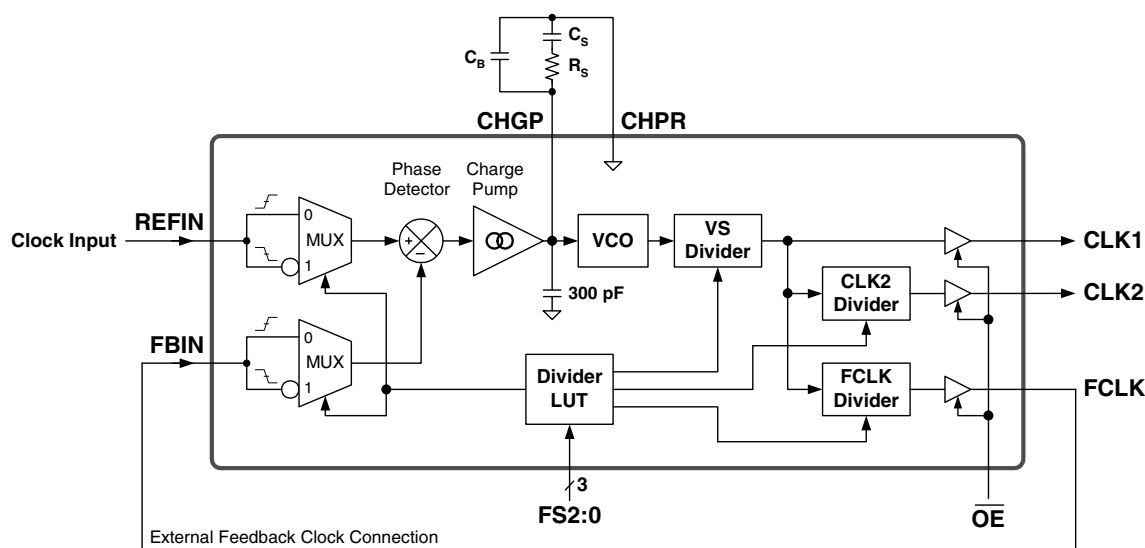 C_S
C_B
R_S
CHGP
CHPR
Phase
Detector
Charge
Pump
REFIN
Clock Input
0
MUX
1
+
−
VCO
VS
Divider
CLK1
300 pF
CLK2
Divider
CLK2
FBIN
0
MUX
1
Divider
LUT
FCLK
Divider
FCLK
3
FS2:0
OE
External Feedback Clock Connection